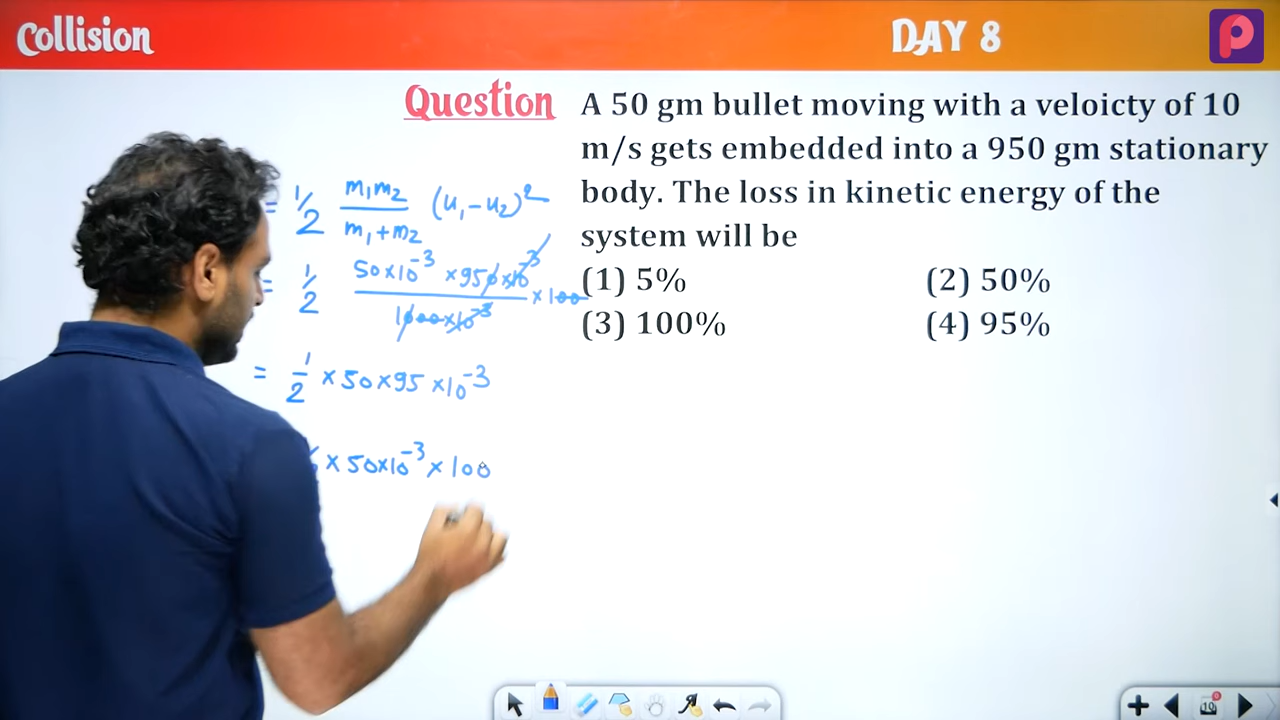 Collision
DAY 8
Question
A 50 gm bullet moving with a veloicty of 10
m/s gets embedded into a 950 gm stationary
body. The loss in kinetic energy of the
system will be
(1) 5%
(2) 50%
(3) 100%
(4) 95%
= 1/2 m₁m₂/(m₁+m₂) (u₁-u₂)²
= 1/2 50×10⁻³ ×950×10⁻³/1000×10⁻³ ×100
= 1/2 ×50×95×10⁻³
×50×10⁻³×100
10